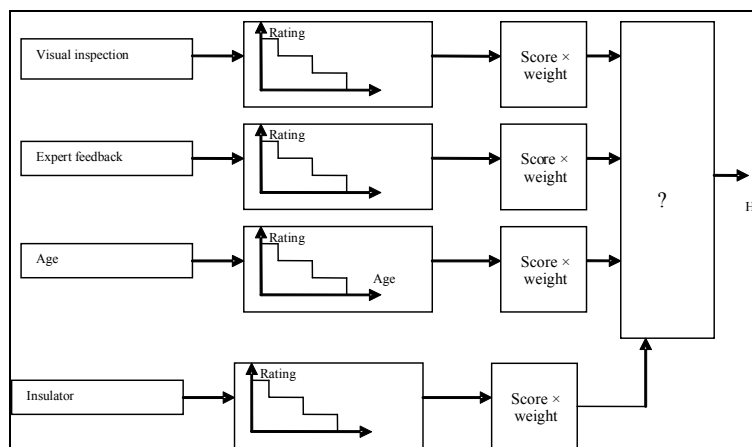 Visual inspection
Rating
Score ×
weight
Expert feedback
Rating
Score ×
weight
?
H
Age
Rating
Age
Score ×
weight
Insulator
Rating
Score ×
weight